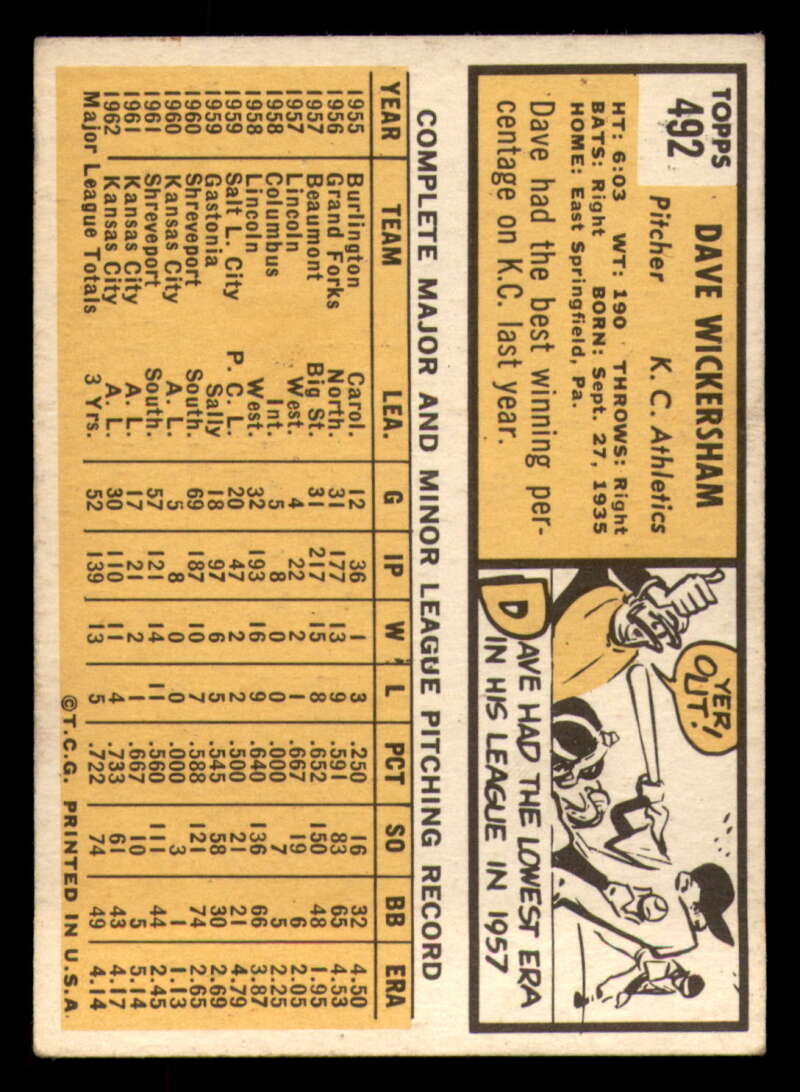 TOPPS
492
DAVE WICKERSHAM
Pitcher K. C. Athletics
HT: 6:03 WT: 190 THROWS: Right
BATS: Right BORN: Sept. 27, 1935
HOME: East Springfield, Pa.
Dave had the best winning per-
centage on K.C. last year.
YER
OUT!
DAVE HAD THE LOWEST ERA
IN HIS LEAGUE IN 1957
COMPLETE MAJOR AND MINOR LEAGUE PITCHING RECORD
YEAR TEAM LEA. G IP W L PCT SO BB ERA
1955 Burlington Carol. 12 36 1 3 .250 16 32 4.50
1956 Grand Forks North. 31 177 13 9 .591 83 65 4.53
1957 Beaumont Big St. 31 217 15 8 .652 150 48 1.95
1957 Lincoln West. 4 22 2 1 .667 19 6 2.05
1958 Columbus Int. 5 8 0 0 .000 7 5 2.25
1958 Lincoln West. 32 193 16 9 .640 136 66 3.87
1959 Salt L. City P. C. L. 20 47 2 2 .500 21 21 4.79
1959 Gastonia Sally 18 97 6 5 .545 58 30 2.69
1960 Shreveport South. 69 187 10 7 .588 121 74 2.65
1960 Kansas City A. L. 5 8 0 0 .000 3 1 1.13
1961 Shreveport South. 57 121 14 11 .560 111 44 2.45
1961 Kansas City A. L. 17 21 2 1 .667 10 5 5.14
1962 Kansas City A. L. 30 110 11 4 .733 61 43 4.17
Major League Totals 3 Yrs. 52 139 13 5 .722 74 49 4.14
©T.C.G. PRINTED IN U.S.A.